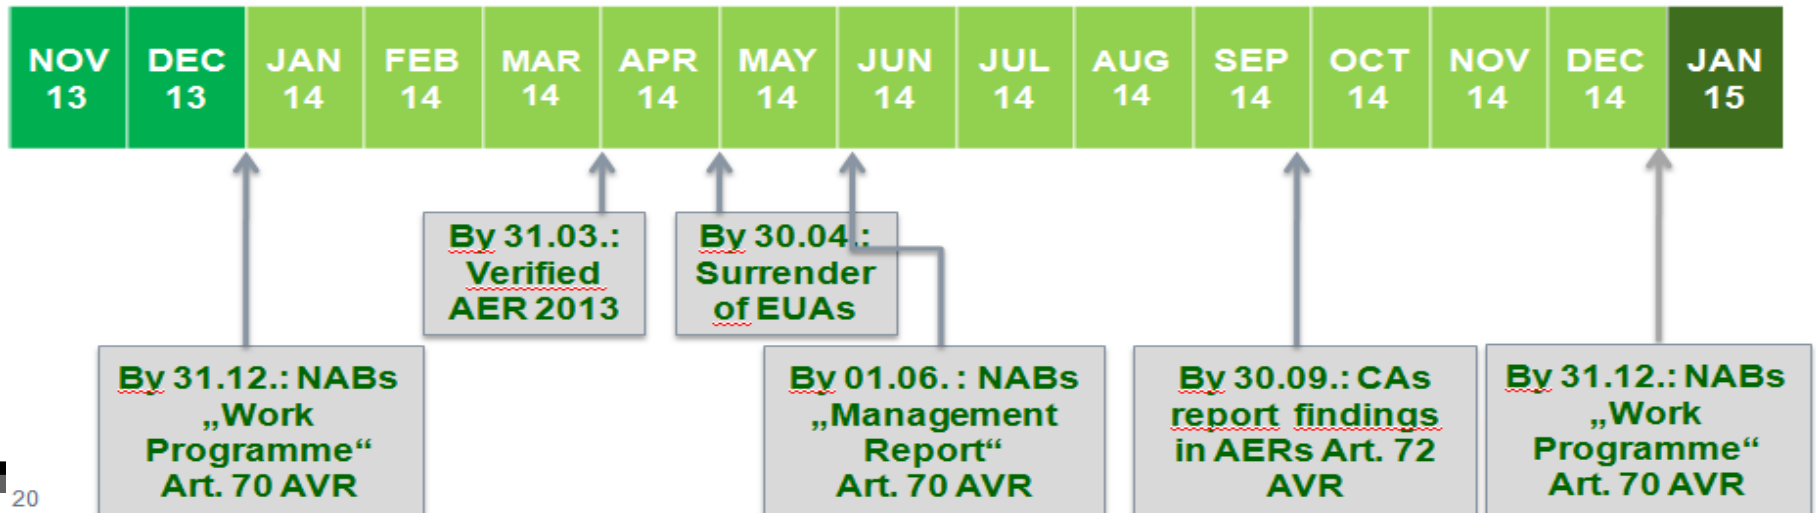 NOV DEC JAN FEB MAR APR MAY JUN JUL AUG SEP OCT NOV DEC JAN
13 13 14 14 14 14 14 14 14 14 14 14 14 14 15
By 31.03.:
Verified
AER 2013
By 30.04.:
Surrender
of EUAs
By 31.12.: NABs
„Work
Programme“
Art. 70 AVR
By 01.06. : NABs
„Management
Report“
Art. 70 AVR
By 30.09.: CAs
report findings
in AERs Art. 72
AVR
By 31.12.: NABs
„Work
Programme“
Art. 70 AVR
20